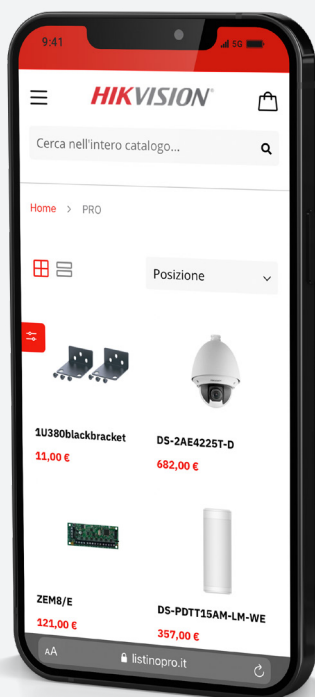 9:41
5G
HIKVISION®
Cerca nell'intero catalogo...
Home > PRO
Posizione
1U380blackbracket
11,00 €
DS-2AE4225T-D
682,00 €
ZEM8/E
121,00 €
DS-PDTT15AM-LM-WE
357,00 €
AA
listinopro.it